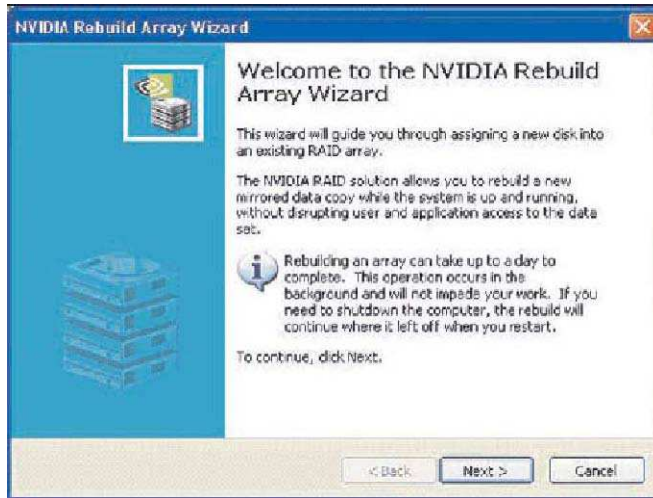 NVIDIA Rebuild Array Wizard
Welcome to the NVIDIA Rebuild
Array Wizard
This wizard will guide you through assigning a new disk into
an existing RAID array.
The NVIDIA RAID solution allows you to rebuild a new
mirrored data copy while the system is up and running,
without disrupting user and application access to the data
set.
Rebuilding an array can take up to a day to
complete. This operation occurs in the
background and will not impede your work. If you
need to shutdown the computer, the rebuild will
continue where it left off when you restart.
To continue, click Next.
< Back
Next >
Cancel